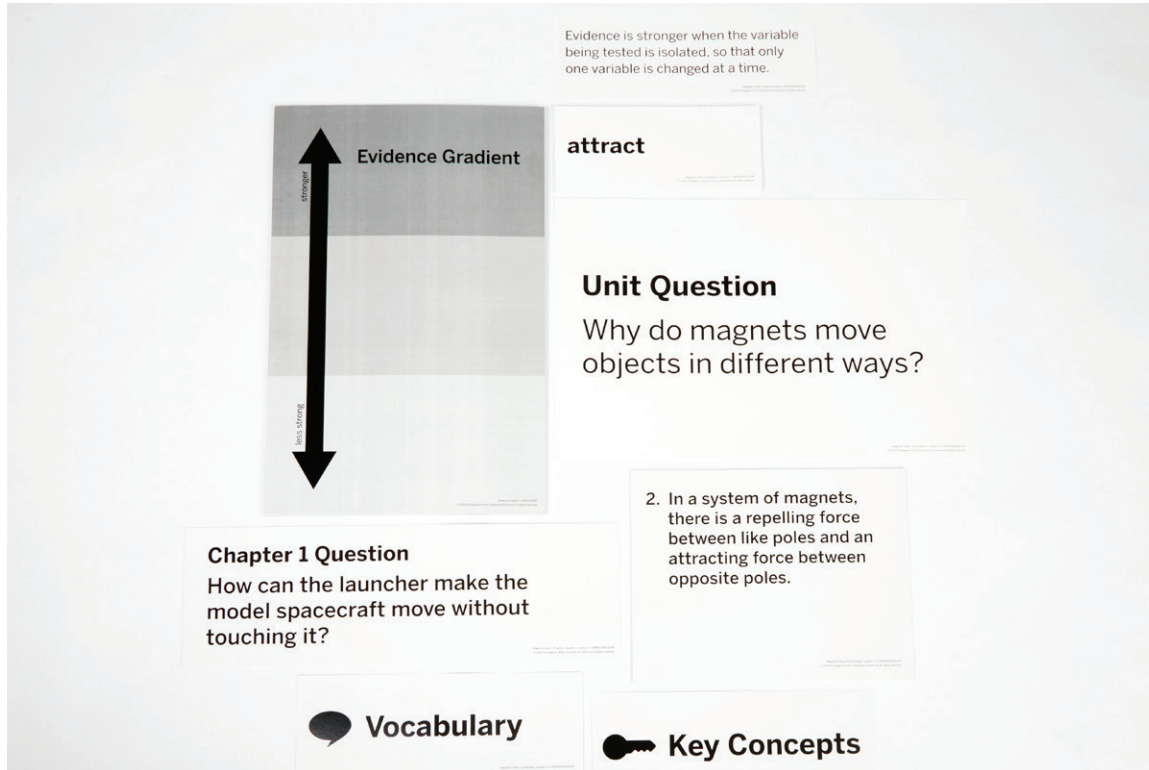 Evidence is stronger when the variable
being tested is isolated, so that only
one variable is changed at a time.
Evidence Gradient
stronger
less strong
attract
Unit Question
Why do magnets move
objects in different ways?
2. In a system of magnets,
there is a repelling force
between like poles and an
attracting force between
opposite poles.
Chapter 1 Question
How can the launcher make the
model spacecraft move without
touching it?
Vocabulary
Key Concepts